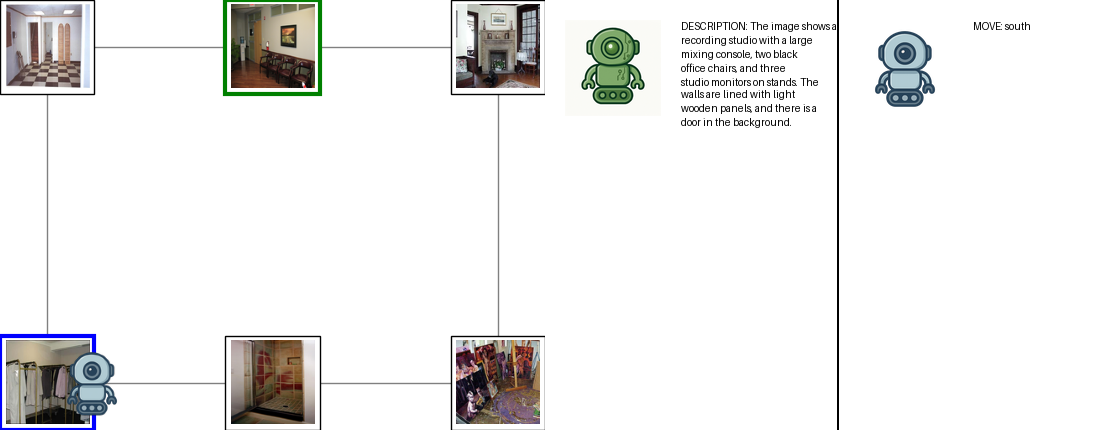 DESCRIPTION: The image shows a
recording studio with a large
mixing console, two black
office chairs, and three
studio monitors on stands. The
walls are lined with light
wooden panels, and there is a
door in the background.
MOVE: south